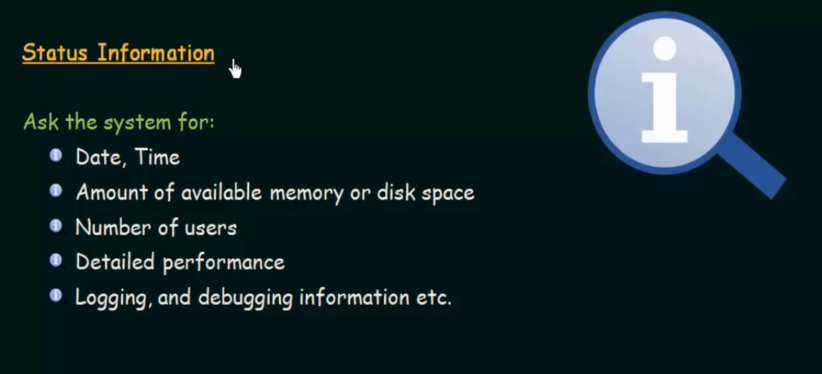 Status Information
Ask the system for:
Date, Time
Amount of available memory or disk space
Number of users
Detailed performance
Logging, and debugging information etc.